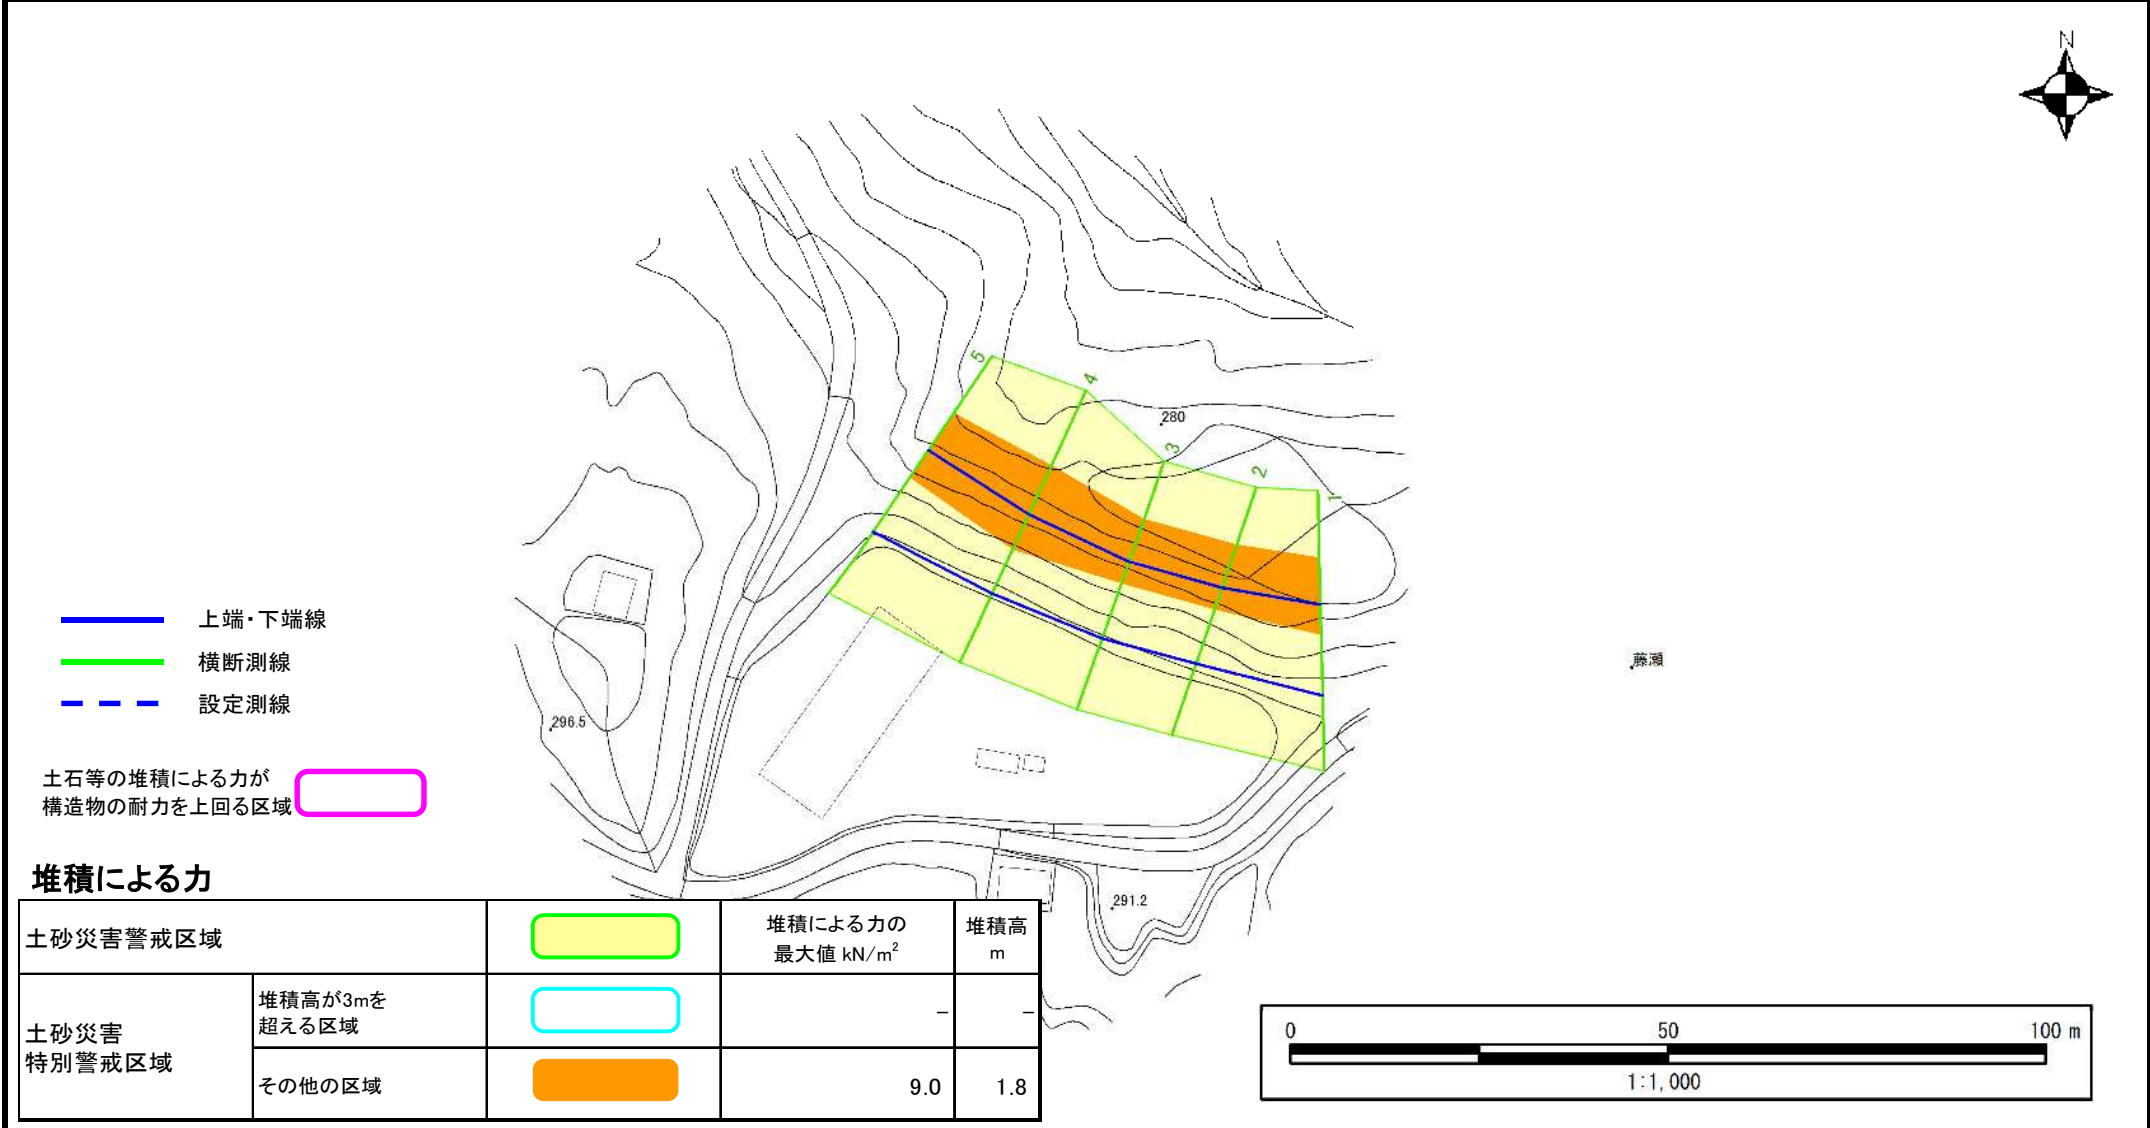 N
5
4
3
2
1
280
藤瀬
296.5
291.2
上端・下端線
横断測線
設定測線
土石等の堆積による力が
構造物の耐力を上回る区域
堆積による力
土砂災害警戒区域
堆積による力の
最大値 kN/m²
堆積高
m
土砂災害
特別警戒区域
堆積高が3mを
超える区域
-
-
その他の区域
9.0
1.8
0
50
100 m
1:1,000